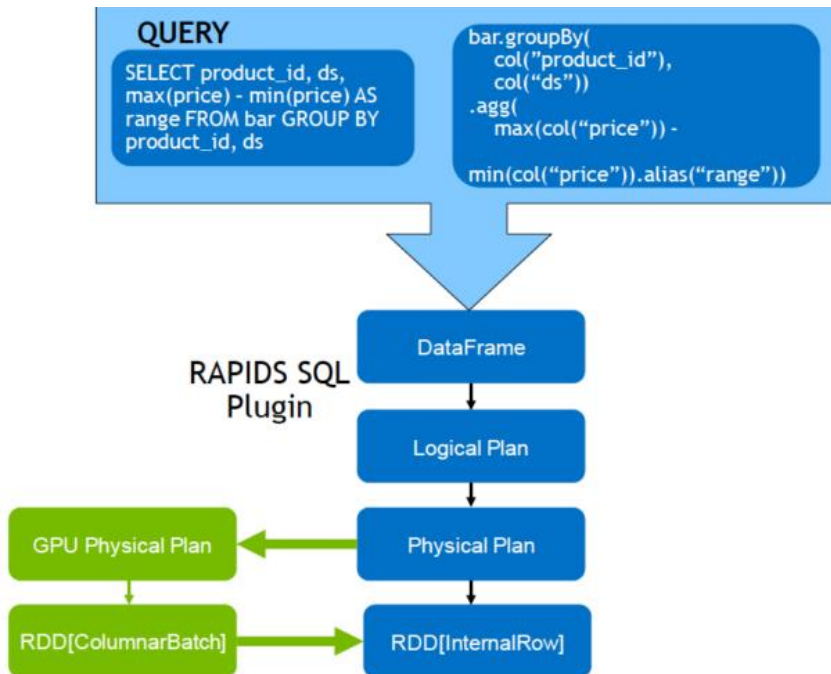 QUERY
SELECT product_id, ds,
max(price) – min(price) AS
range FROM bar GROUP BY
product_id, ds
bar.groupBy(
col(”product_id”),
col(“ds”))
.agg(
max(col(“price”)) –
min(col(“price”)).alias(“range”))
DataFrame
RAPIDS SQL
Plugin
Logical Plan
GPU Physical Plan
Physical Plan
RDD[ColumnarBatch]
RDD[InternalRow]